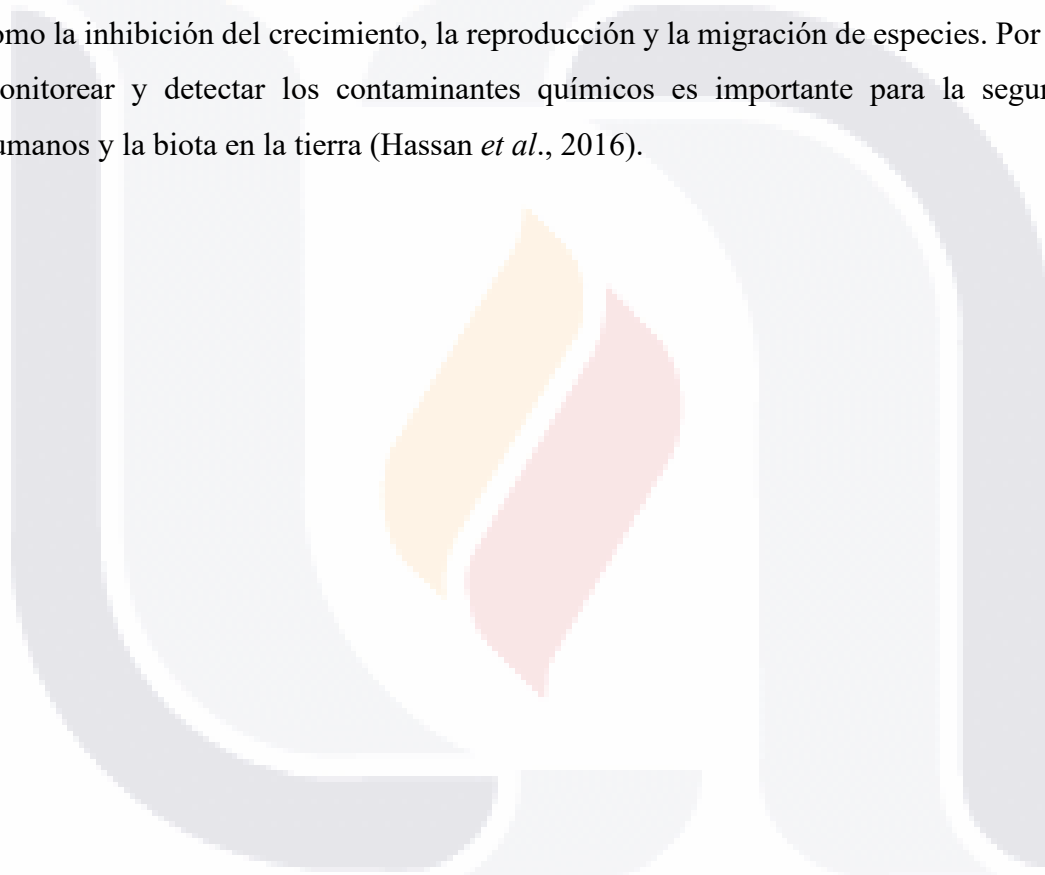 omo la inhibición del crecimiento, la reproducción y la migración de especies. Por
onitorear y detectar los contaminantes químicos es importante para la segur
umanos y la biota en la tierra (Hassan et al., 2016).